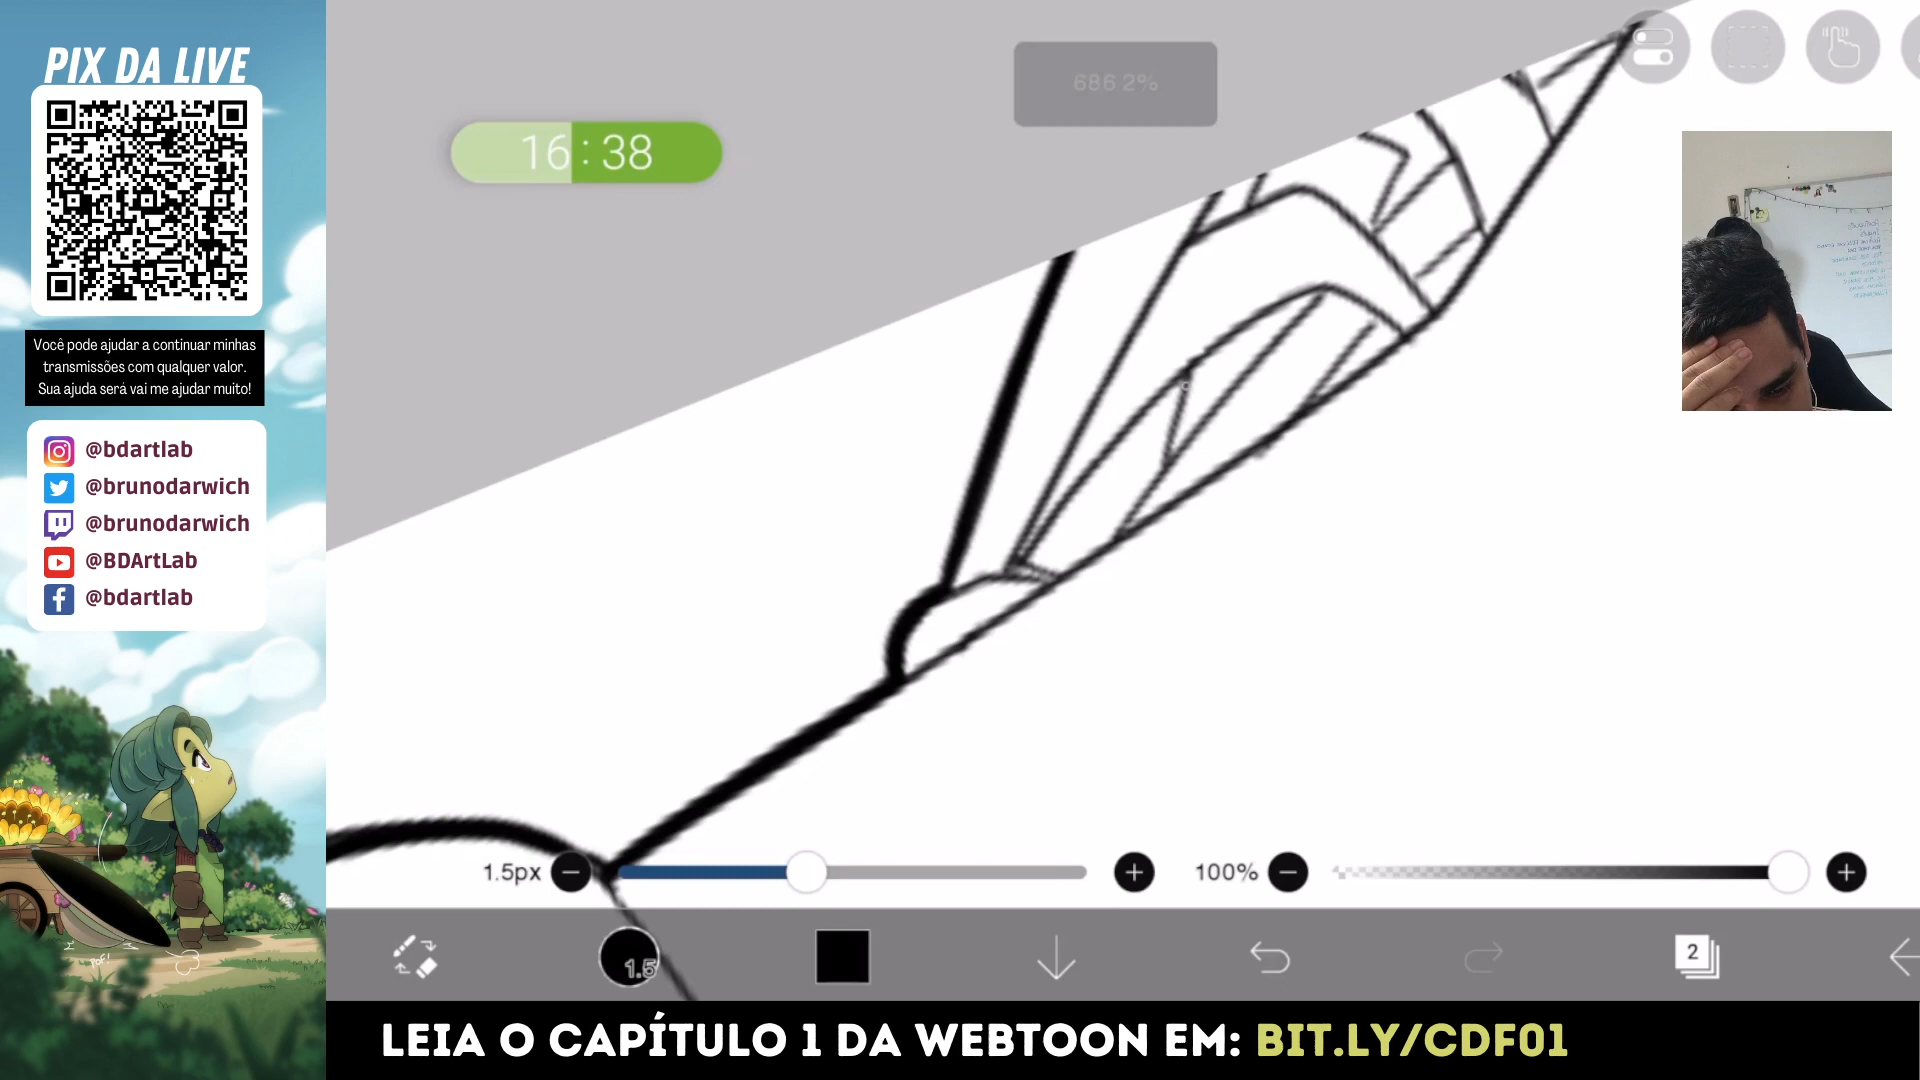 PIX DA LIVE
Você pode ajudar a continuar minhas
transmissões com qualquer valor.
Sua ajuda será vai me ajudar muito!
@bdartlab
@brunodarwich
@brunodarwich
@BDArtLab
@bdartlab
POF!
16:38
686.2%
1.5px
100%
1.5
2
LEIA O CAPÍTULO 1 DA WEBTOON EM: BIT.LY/CDF01